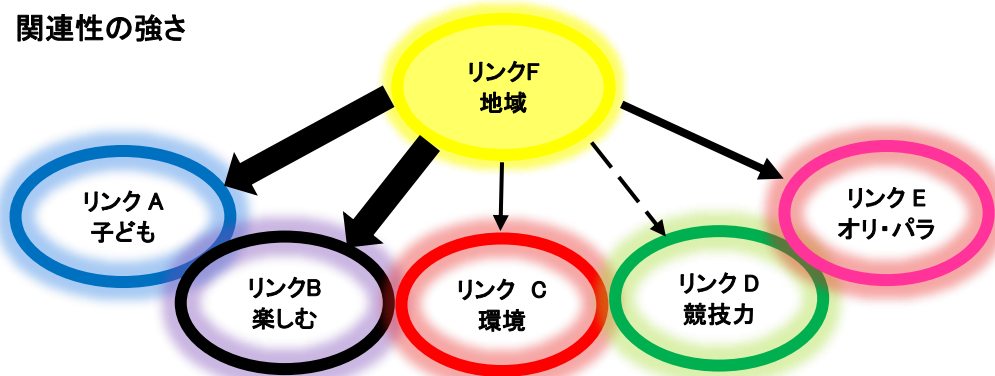 関連性の強さ
リンクF
地域
リンク A
子ども
リンクB
楽しむ
リンク C
環境
リンク D
競技力
リンク E
オリ・パラ